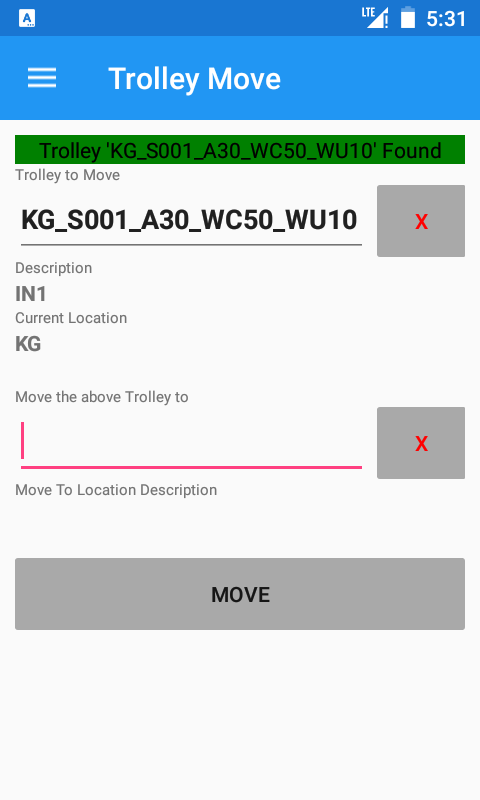 LTE 5:31
Trolley Move
Trolley 'KG_S001_A30_WC50_WU10' Found
Trolley to Move
KG_S001_A30_WC50_WU10 X
Description
IN1
Current Location
KG
Move the above Trolley to
X
Move To Location Description
MOVE